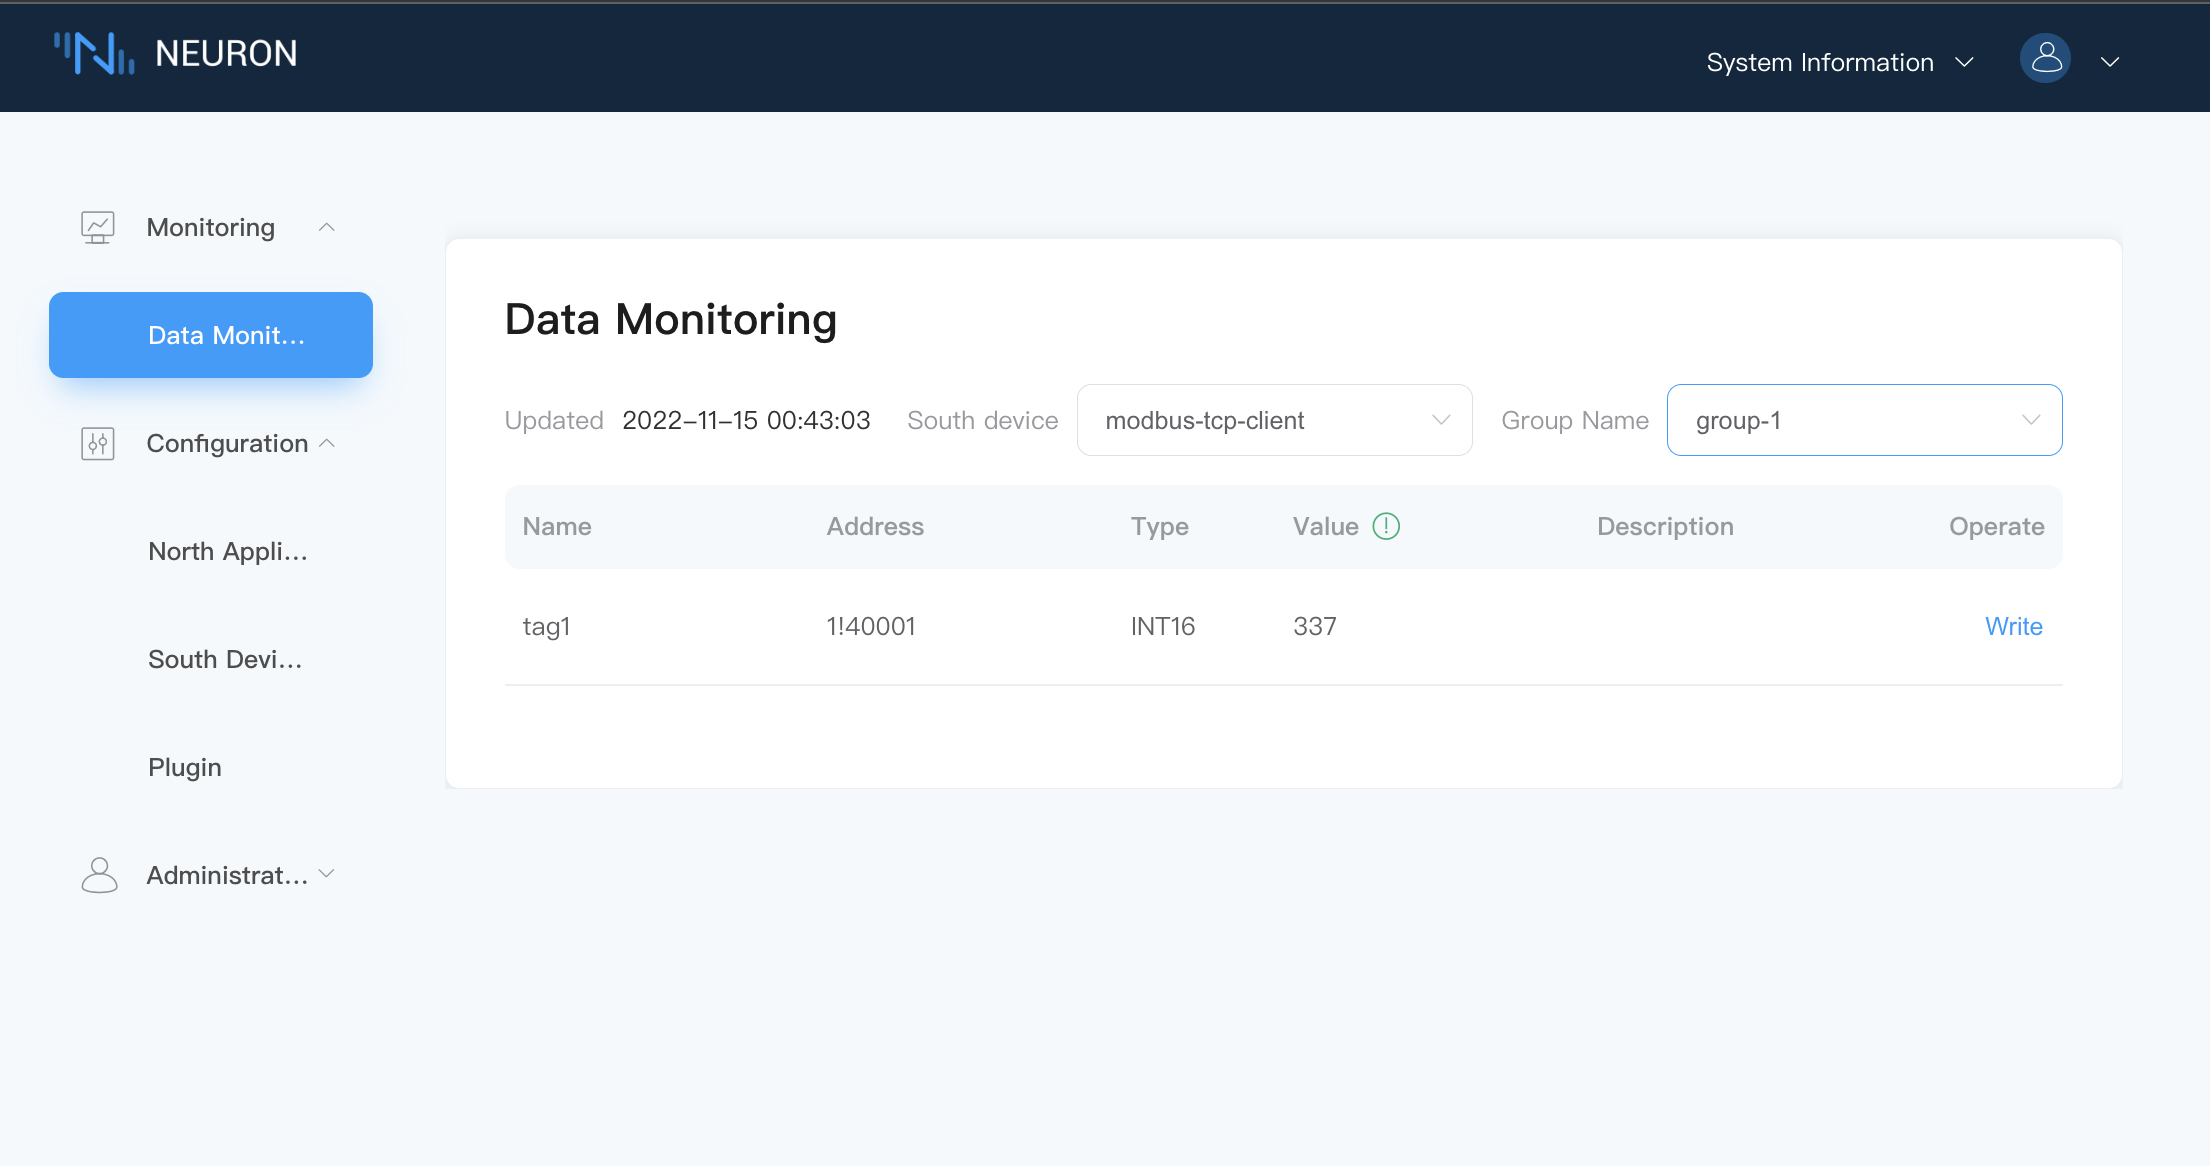 NEURON
System Information
Monitoring
Data Monit...
Configuration
North Appli...
South Devi...
Plugin
Administrat...
Data Monitoring
Updated 2022-11-15 00:43:03 South device modbus-tcp-client Group Name group-1
Name Address Type Value Description Operate
tag1 1!40001 INT16 337 Write